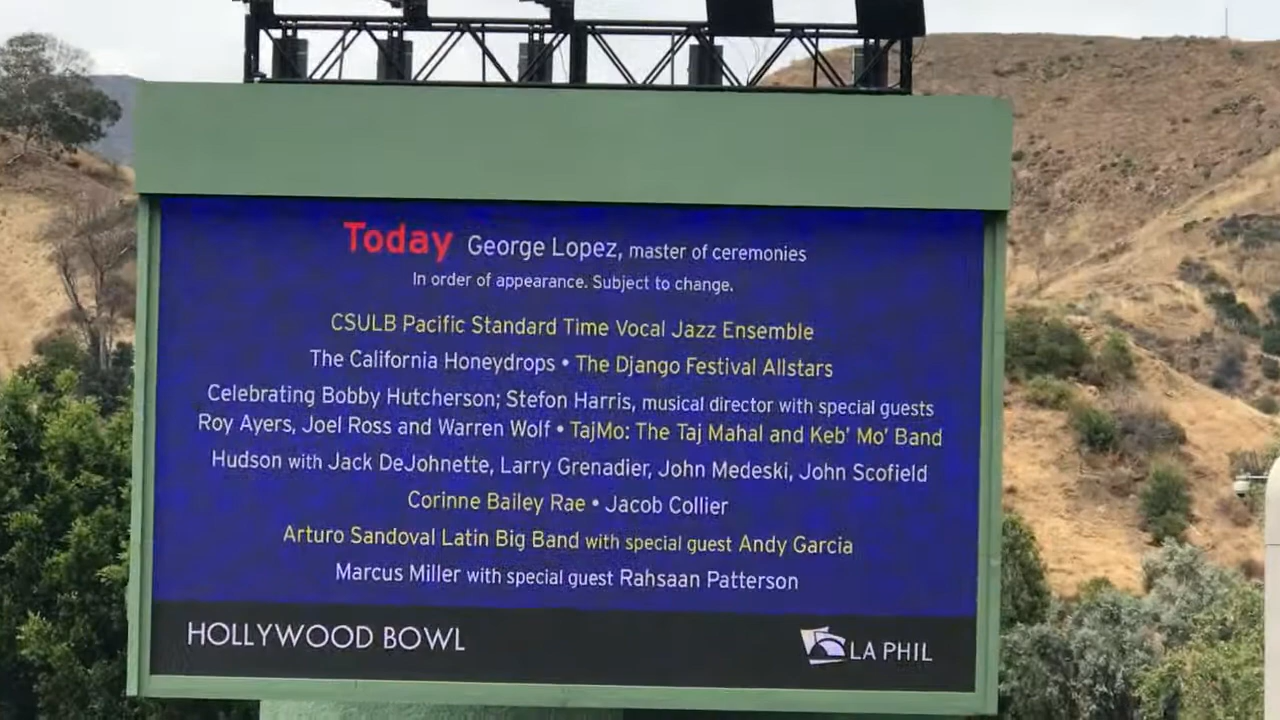 Today George Lopez, master of ceremonies
In order of appearance. Subject to change.
CSULB Pacific Standard Time Vocal Jazz Ensemble
The California Honeydrops • The Django Festival Allstars
Celebrating Bobby Hutcherson; Stefon Harris, musical director with special guests
Roy Ayers, Joel Ross and Warren Wolf • TajMo: The Taj Mahal and Keb' Mo' Band
Hudson with Jack DeJohnette, Larry Grenadier, John Medeski, John Scofield
Corinne Bailey Rae • Jacob Collier
Arturo Sandoval Latin Big Band with special guest Andy Garcia
Marcus Miller with special guest Rahsaan Patterson
HOLLYWOOD BOWL
LA PHIL